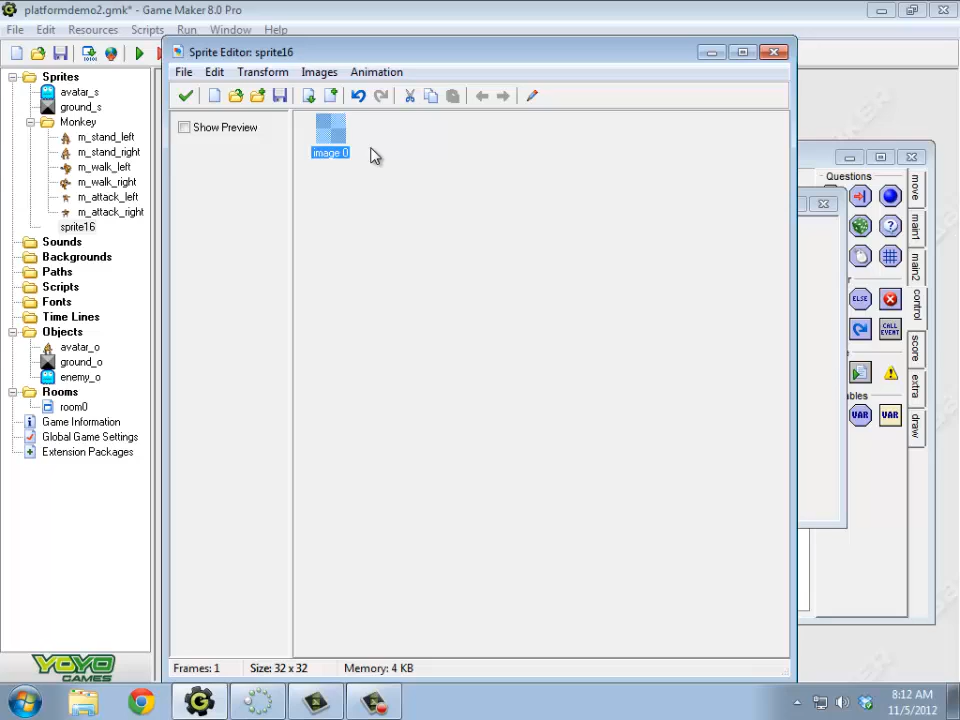 platformdemo2.gmk* - Game Maker 8.0 Pro
File Edit Resources Scripts Run Window Help
Sprite Editor: sprite16
File Edit Transform Images Animation
Show Preview
image 0
Sprites
avatar_s
ground_s
Monkey
m_stand_left
m_stand_right
m_walk_left
m_walk_right
m_attack_left
m_attack_right
sprite16
Sounds
Backgrounds
Paths
Scripts
Fonts
Time Lines
Objects
avatar_o
ground_o
enemy_o
Rooms
room0
Game Information
Global Game Settings
Extension Packages
Questions
ELSE
CALL EVENT
VAR VAR
move
main1
main2
control
score
extra
draw
Frames: 1 Size: 32 x 32 Memory: 4 KB
YOYO
GAMES
8:12 AM
11/5/2012